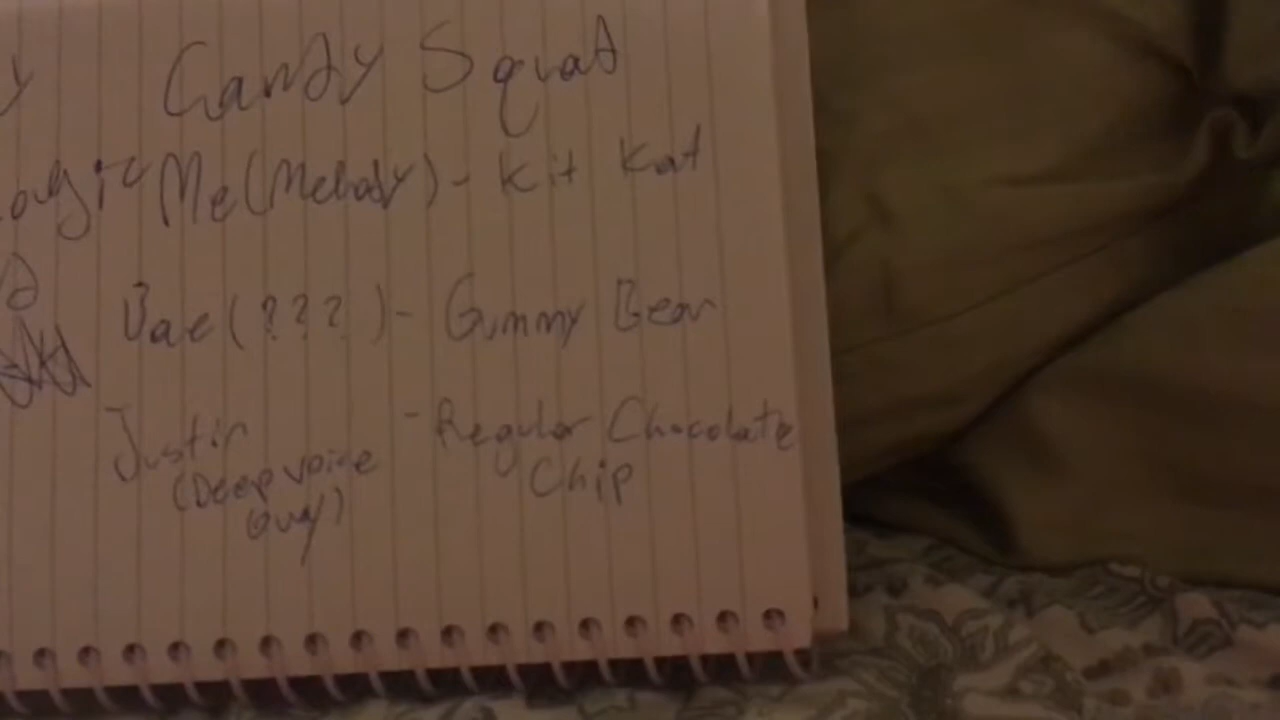 Candy Squad
Me (Melody) - Kit Kat
Bae (???) - Gummy Bear
Justin - Regular Chocolate
(Deep voice Chip
Guy)